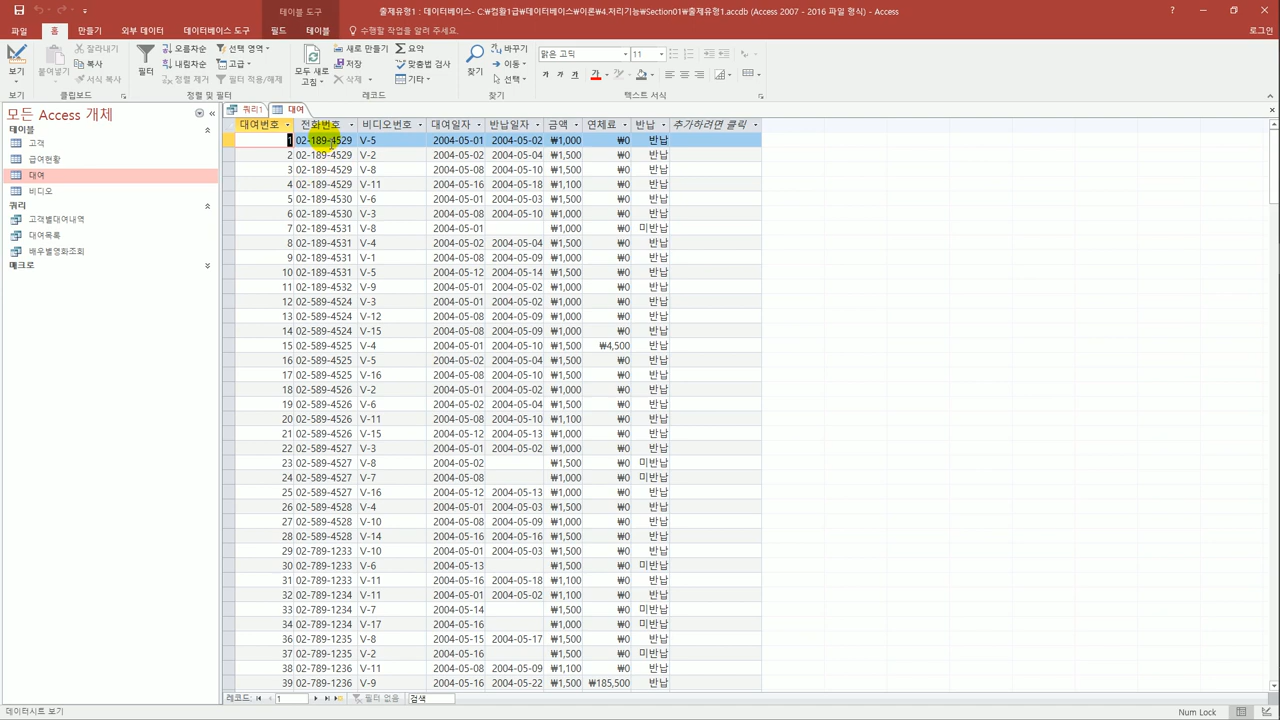 테이블 도구
출제유형1 : 데이터베이스- C:₩컴활1급₩데이터베이스₩이론₩4.처리기능₩Section01₩출제유형1.accdb (Access 2007 - 2016 파일 형식) - Access
파일 홈 만들기 외부 데이터 데이터베이스 도구 필드 테이블 수행할 작업을 알려 주세요. 로그인
보기 붙여넣기 잘라내기 복사 서식 복사
필터 오름차순 내림차순 정렬 제거 선택 영역 고급 필터 적용/해제
모두 새로 고침 새로 만들기 저장 삭제 요약 맞춤법 검사 기타
찾기 바꾸기 이동 선택
맑은 고딕 11
가 가 가 가
보기 클립보드 정렬 및 필터 레코드 찾기 텍스트 서식
모든 Access 개체
테이블
고객
급여현황
대여
비디오
쿼리
고객별대여내역
대여목록
배우별영화조회
매크로
쿼리1 대여
대여번호 전화번호 비디오번호 대여일자 반납일자 금액 연체료 반납 추가하려면 클릭
1 02-189-4529 V-5 2004-05-01 2004-05-02 ₩1,000 ₩0 반납
2 02-189-4529 V-2 2004-05-02 2004-05-04 ₩1,500 ₩0 반납
3 02-189-4529 V-8 2004-05-08 2004-05-10 ₩1,500 ₩0 반납
4 02-189-4529 V-11 2004-05-16 2004-05-18 ₩1,100 ₩0 반납
5 02-189-4530 V-6 2004-05-01 2004-05-03 ₩1,500 ₩0 반납
6 02-189-4530 V-3 2004-05-08 2004-05-10 ₩1,000 ₩0 반납
7 02-189-4531 V-8 2004-05-01 ₩1,000 ₩0 미반납
8 02-189-4531 V-4 2004-05-02 2004-05-04 ₩1,500 ₩0 반납
9 02-189-4531 V-1 2004-05-08 2004-05-09 ₩1,000 ₩0 반납
10 02-189-4531 V-5 2004-05-12 2004-05-14 ₩1,500 ₩0 반납
11 02-189-4532 V-9 2004-05-01 2004-05-02 ₩1,000 ₩0 반납
12 02-589-4524 V-3 2004-05-01 2004-05-02 ₩1,000 ₩0 반납
13 02-589-4524 V-12 2004-05-08 2004-05-09 ₩1,000 ₩0 반납
14 02-589-4524 V-15 2004-05-08 2004-05-09 ₩1,000 ₩0 반납
15 02-589-4525 V-4 2004-05-01 2004-05-10 ₩1,500 ₩4,500 반납
16 02-589-4525 V-5 2004-05-02 2004-05-04 ₩1,500 ₩0 반납
17 02-589-4525 V-16 2004-05-08 2004-05-10 ₩1,500 ₩0 반납
18 02-589-4526 V-2 2004-05-01 2004-05-02 ₩1,000 ₩0 반납
19 02-589-4526 V-6 2004-05-02 2004-05-04 ₩1,500 ₩0 반납
20 02-589-4526 V-11 2004-05-08 2004-05-10 ₩1,100 ₩0 반납
21 02-589-4526 V-15 2004-05-12 2004-05-13 ₩1,000 ₩0 반납
22 02-589-4527 V-3 2004-05-01 2004-05-02 ₩1,000 ₩0 반납
23 02-589-4527 V-8 2004-05-02 ₩1,500 ₩0 미반납
24 02-589-4527 V-7 2004-05-08 ₩1,000 ₩0 미반납
25 02-589-4527 V-16 2004-05-12 2004-05-13 ₩1,000 ₩0 반납
26 02-589-4528 V-4 2004-05-01 2004-05-03 ₩1,500 ₩0 반납
27 02-589-4528 V-10 2004-05-08 2004-05-09 ₩1,000 ₩0 반납
28 02-589-4528 V-14 2004-05-16 2004-05-16 ₩1,500 ₩0 반납
29 02-789-1233 V-10 2004-05-01 2004-05-03 ₩1,000 ₩0 반납
30 02-789-1233 V-6 2004-05-13 ₩1,500 ₩0 미반납
31 02-789-1233 V-11 2004-05-16 2004-05-18 ₩1,100 ₩0 반납
32 02-789-1234 V-11 2004-05-01 2004-05-02 ₩1,100 ₩0 반납
33 02-789-1234 V-7 2004-05-14 ₩1,500 ₩0 미반납
34 02-789-1234 V-17 2004-05-16 ₩1,000 ₩0 미반납
36 02-789-1235 V-8 2004-05-15 2004-05-17 ₩1,500 ₩0 반납
37 02-789-1235 V-2 2004-05-16 ₩1,500 ₩0 미반납
38 02-789-1236 V-11 2004-05-08 2004-05-09 ₩1,100 ₩0 반납
39 02-789-1236 V-9 2004-05-16 2004-05-22 ₩1,500 ₩185,500 반납
레코드: 1 필터 없음 검색
데이터시트 보기 Num Lock